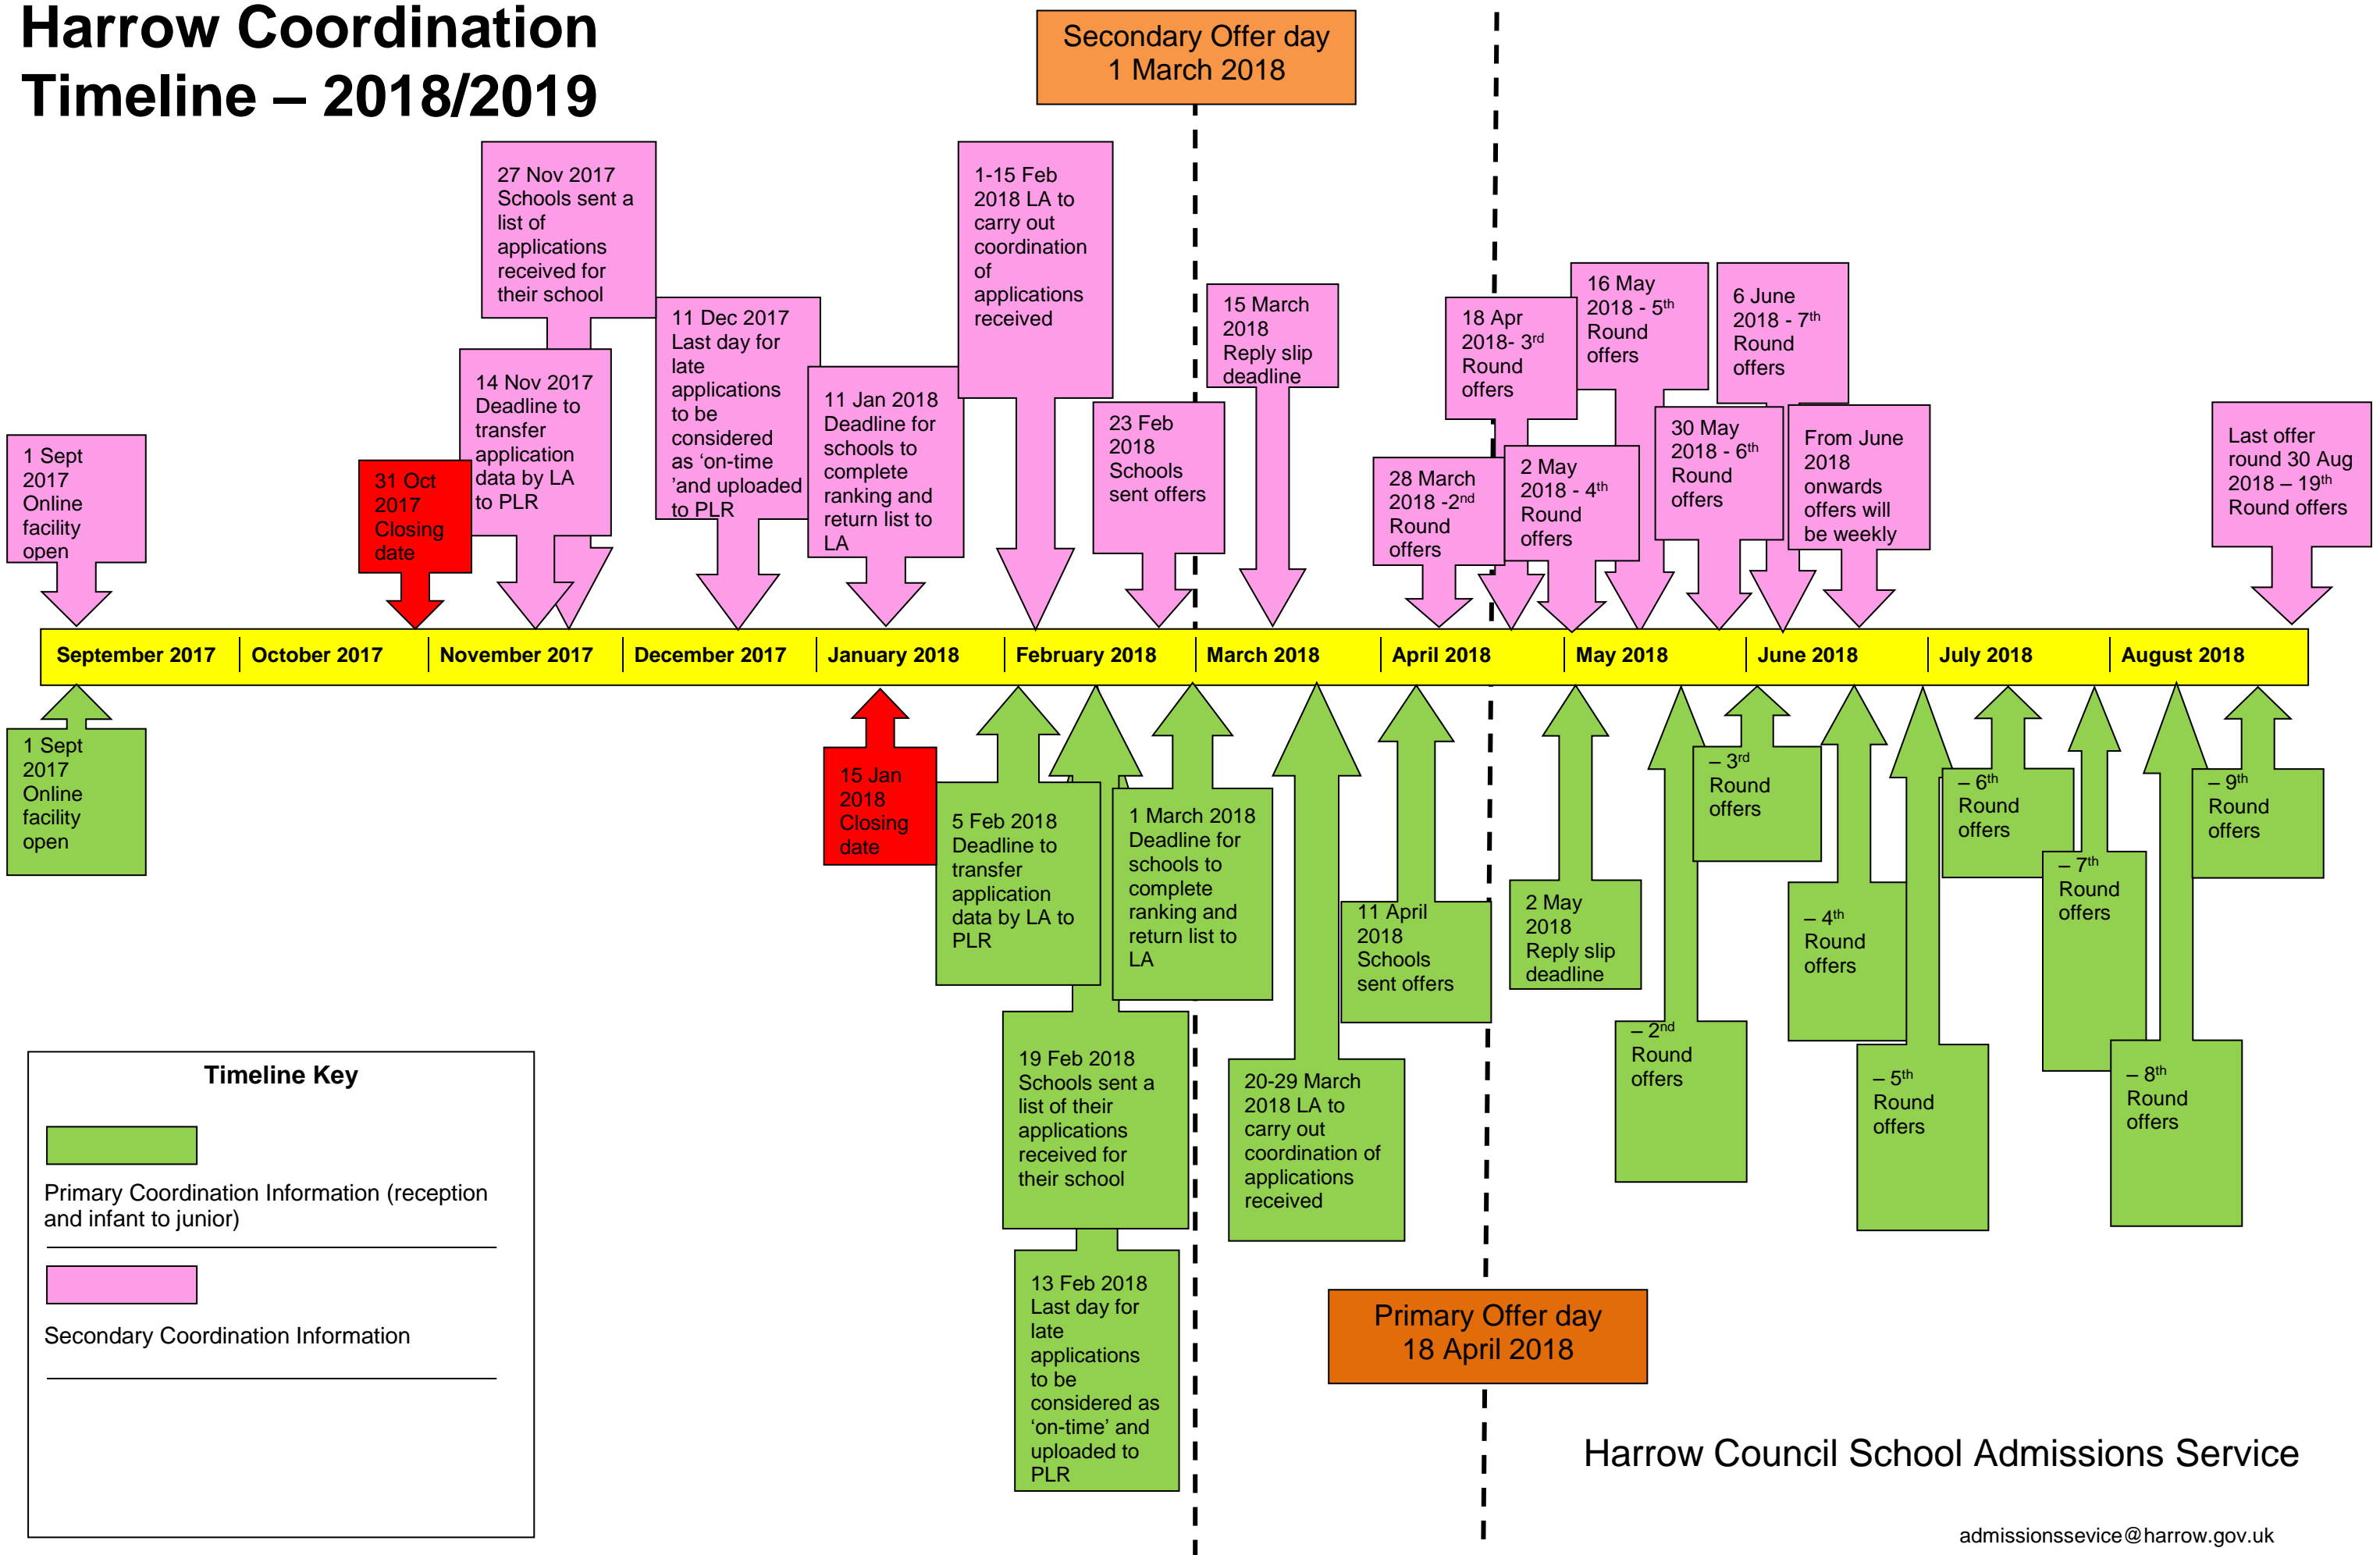 Harrow Coordination
Timeline – 2018/2019
Secondary Offer day
1 March 2018
27 Nov 2017
Schools sent a
list of
applications
received for
their school
1-15 Feb
2018 LA to
carry out
coordination
of
applications
received
11 Dec 2017
Last day for
late
applications
to be
considered
as ‘on-time
’and uploaded
to PLR
15 March
2018
Reply slip
deadline
18 Apr
2018- 3rd
Round
offers
16 May
2018 - 5th
Round
offers
6 June
2018 - 7th
Round
offers
14 Nov 2017
Deadline to
transfer
application
data by LA
to PLR
11 Jan 2018
Deadline for
schools to
complete
ranking and
return list to
LA
23 Feb
2018
Schools
sent offers
30 May
2018 - 6th
Round
offers
From June
2018
onwards
offers will
be weekly
Last offer
round 30 Aug
2018 – 19th
Round offers
1 Sept
2017
Online
facility
open
31 Oct
2017
Closing
date
28 March
2018 -2nd
Round
offers
2 May
2018 - 4th
Round
offers
September 2017
October 2017
November 2017
December 2017
January 2018
February 2018
March 2018
April 2018
May 2018
June 2018
July 2018
August 2018
1 Sept
2017
Online
facility
open
15 Jan
2018
Closing
date
5 Feb 2018
Deadline to
transfer
application
data by LA to
PLR
1 March 2018
Deadline for
schools to
complete
ranking and
return list to
LA
11 April
2018
Schools
sent offers
2 May
2018
Reply slip
deadline
– 3rd
Round
offers
– 4th
Round
offers
– 6th
Round
offers
– 7th
Round
offers
– 9th
Round
offers
19 Feb 2018
Schools sent a
list of their
applications
received for
their school
20-29 March
2018 LA to
carry out
coordination of
applications
received
– 2nd
Round
offers
– 5th
Round
offers
– 8th
Round
offers
13 Feb 2018
Last day for
late
applications
to be
considered as
‘on-time’ and
uploaded to
PLR
Timeline Key
Primary Coordination Information (reception
and infant to junior)
Secondary Coordination Information
Primary Offer day
18 April 2018
Harrow Council School Admissions Service
admissionssevice@harrow.gov.uk